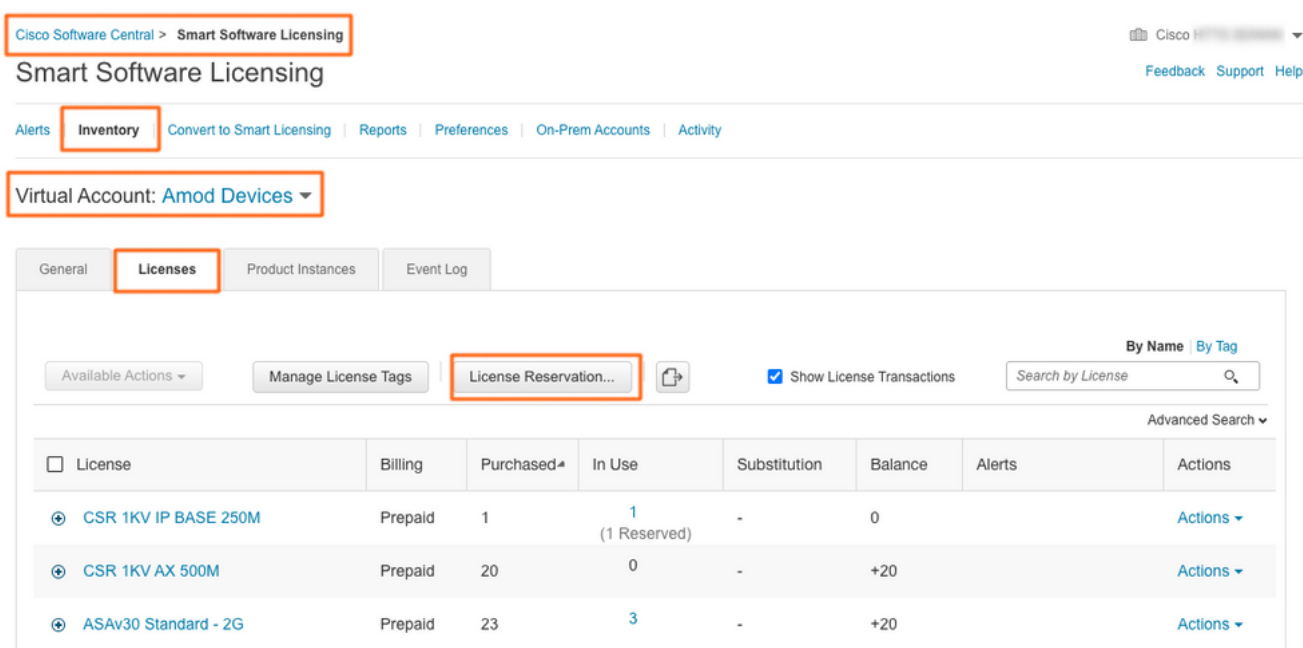 Cisco Software Central > Smart Software Licensing
Cisco
Smart Software Licensing
Feedback Support Help
Alerts Inventory Convert to Smart Licensing Reports Preferences On-Prem Accounts Activity
Virtual Account: Amod Devices
General Licenses Product Instances Event Log
By Name By Tag
Available Actions Manage License Tags License Reservation... Show License Transactions Search by License
Advanced Search
License Billing Purchased In Use Substitution Balance Alerts Actions
CSR 1KV IP BASE 250M Prepaid 1 1 - 0 Actions
(1 Reserved)
CSR 1KV AX 500M Prepaid 20 0 - +20 Actions
ASAv30 Standard - 2G Prepaid 23 3 - +20 Actions